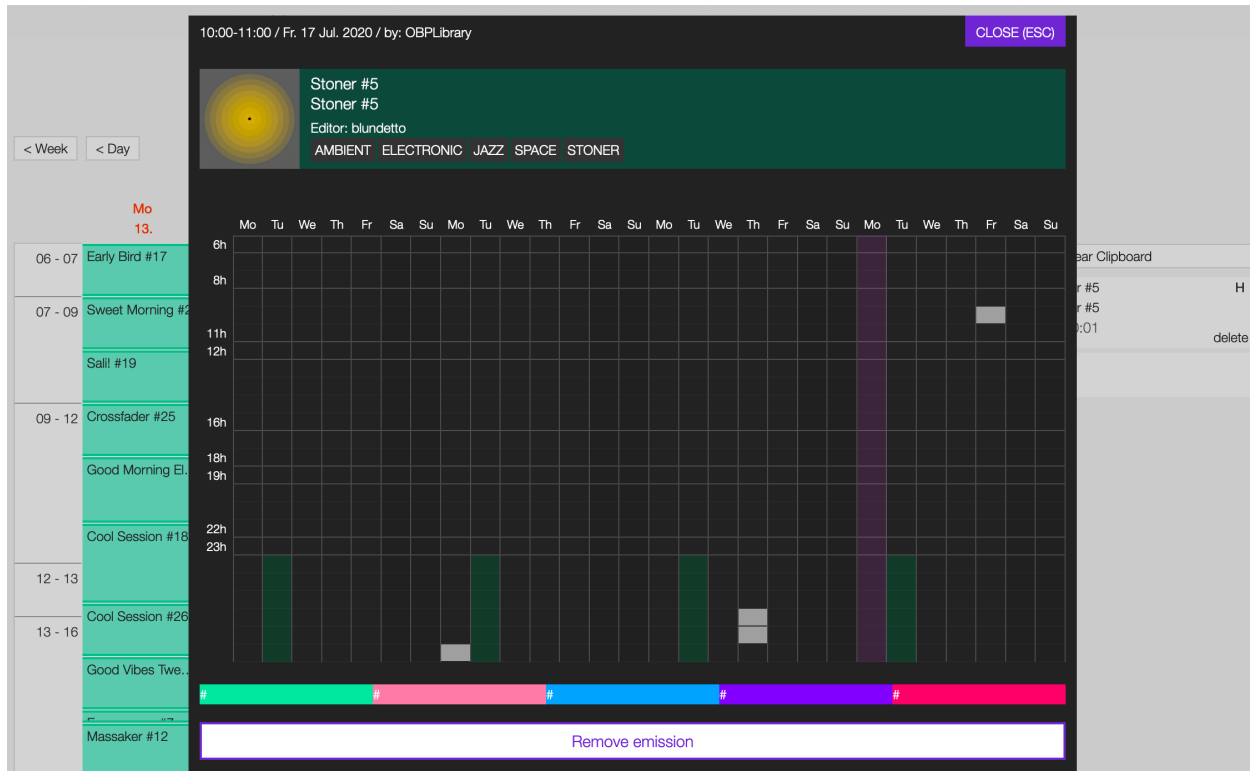 10:00-11:00 / Fr. 17 Jul. 2020 / by: OBPLibrary
CLOSE (ESC)
Stoner #5
Stoner #5
Editor: blundetto
AMBIENT ELECTRONIC JAZZ SPACE STONER
< Week < Day
Mo
13.
06 - 07 Early Bird #17
07 - 09 Sweet Morning #2
Sali! #19
09 - 12 Crossfader #25
Good Morning El.
Cool Session #18
12 - 13
Cool Session #26
13 - 16
Good Vibes Twe..
Massaker #12
Mo Tu We Th Fr Sa Su Mo Tu We Th Fr Sa Su Mo Tu We Th Fr Sa Su Mo Tu We Th Fr Sa Su
6h
8h
11h
12h
16h
18h
19h
22h
23h
# # # # #
Remove emission
ear Clipboard
r #5 H
r #5
0:01
delete